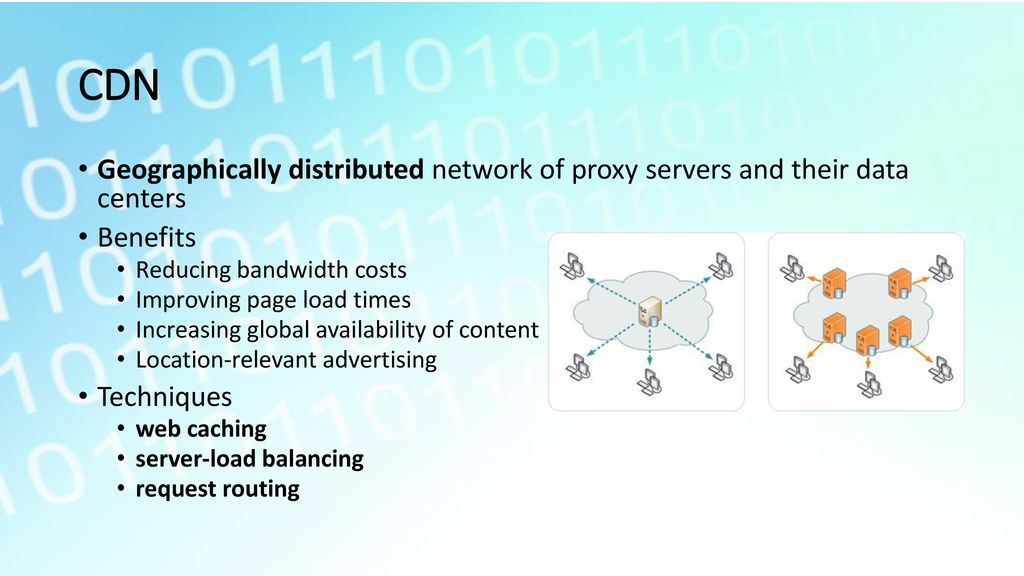 CDN
• Geographically distributed network of proxy servers and their data
centers
• Benefits
• Reducing bandwidth costs
• Improving page load times
• Increasing global availability of content
• Location-relevant advertising
• Techniques
• web caching
• server-load balancing
• request routing